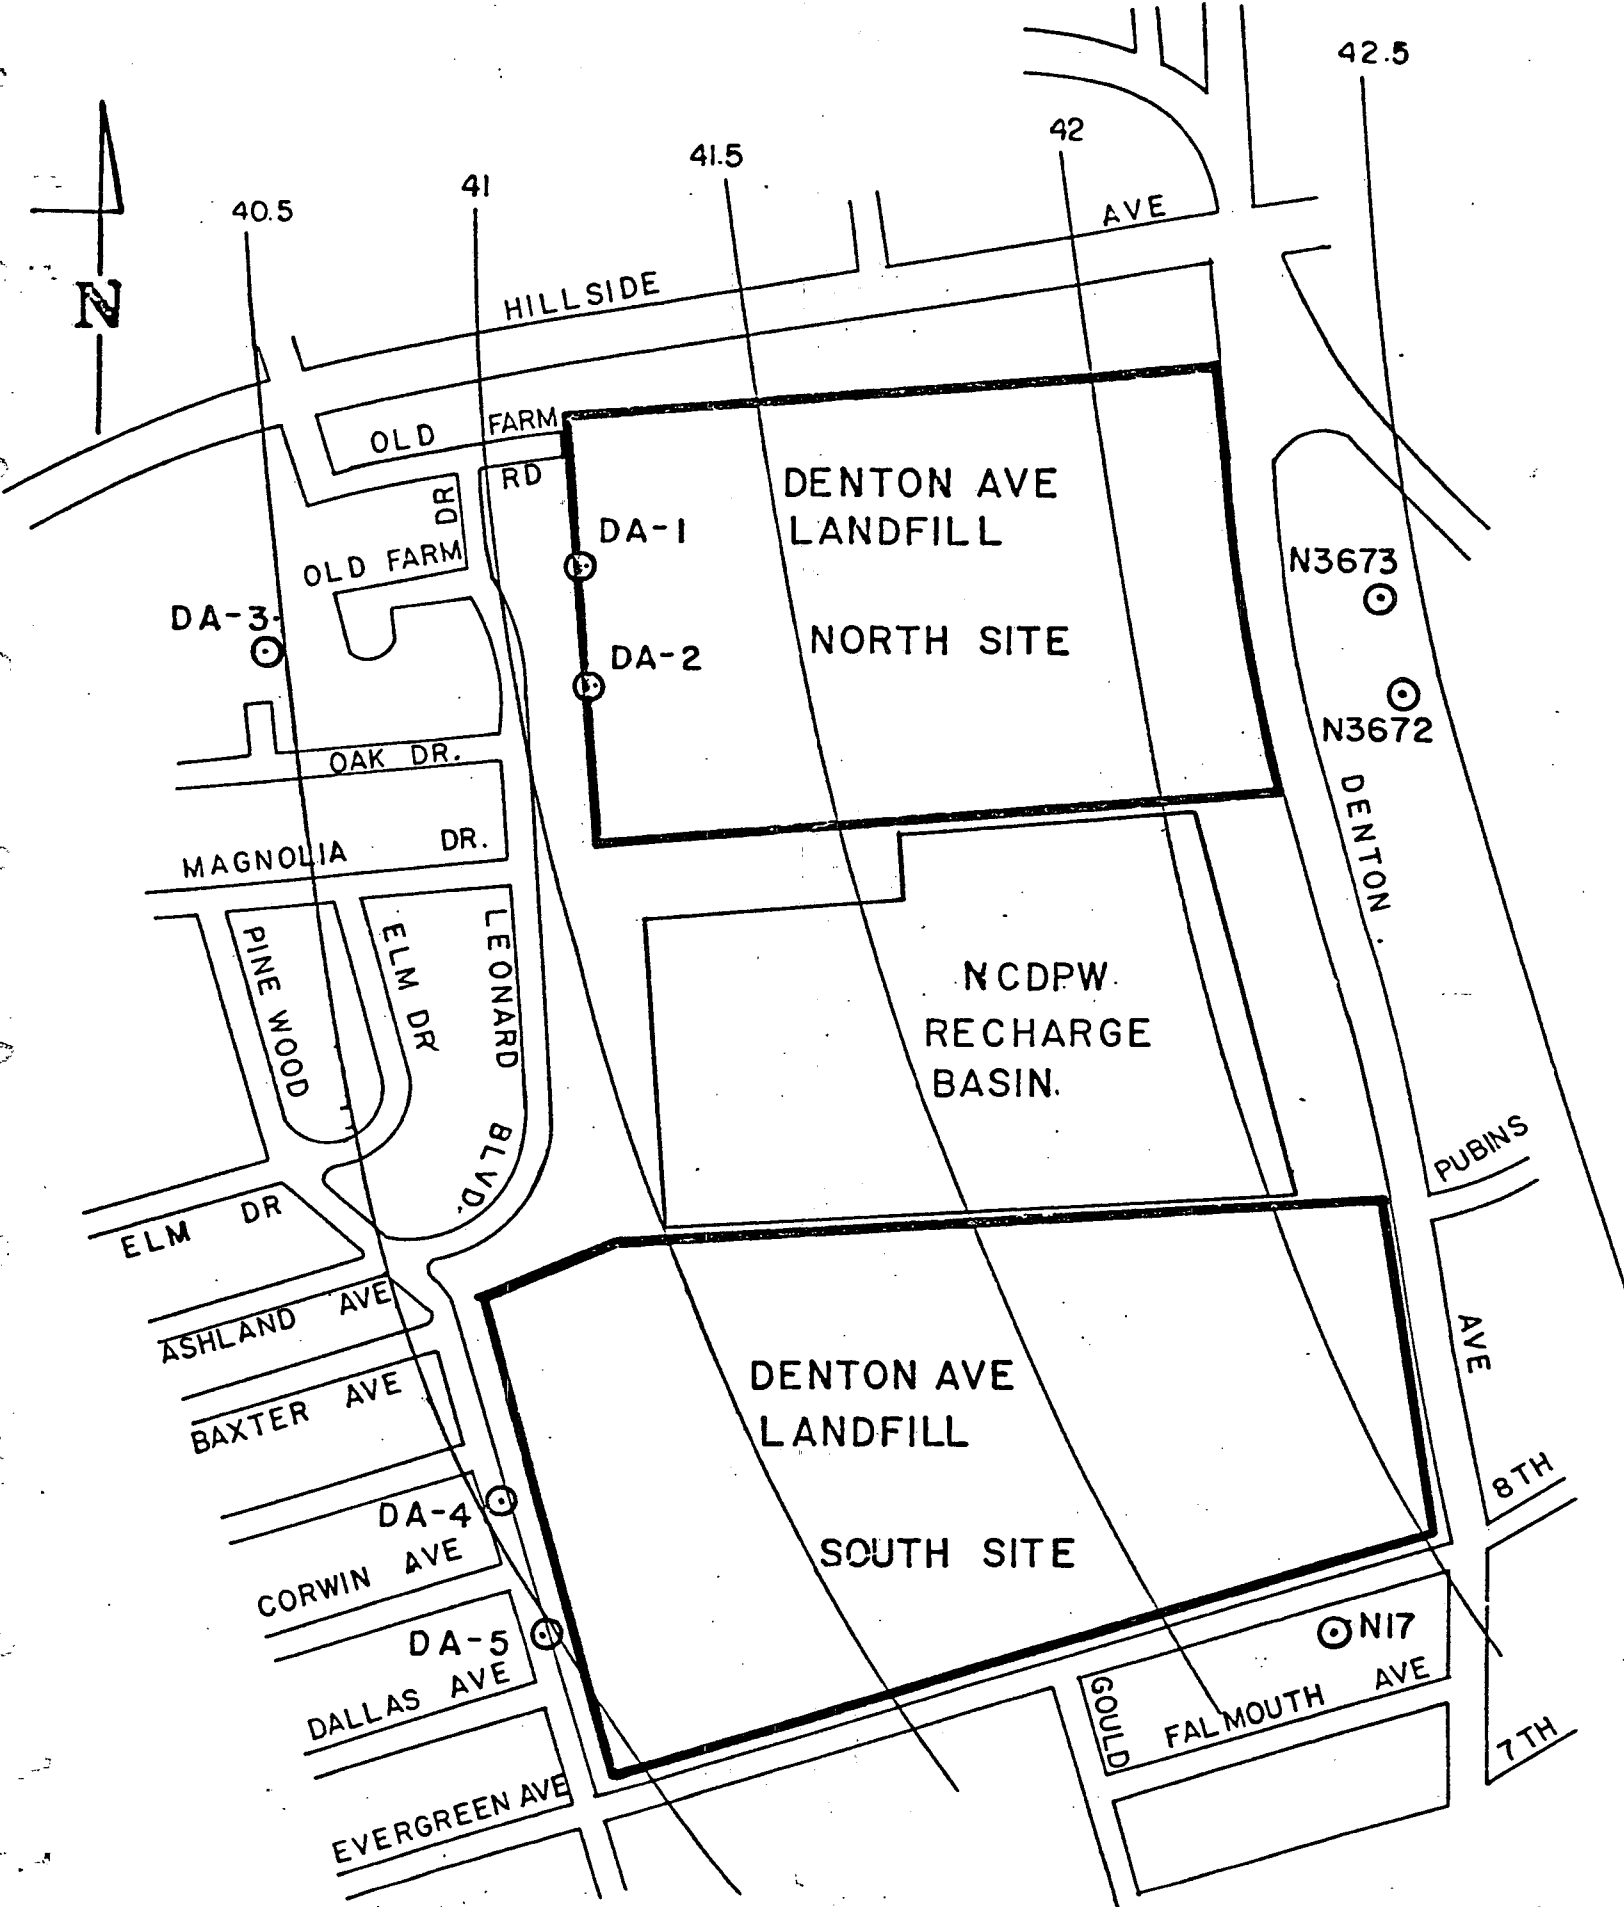 42.5
42
41.5
41
40.5
N
HILLSIDE AVE
OLD FARM RD
DENTON AVE
LANDFILL
NORTH SITE
DR
OLD FARM
DA-1
DA-2
DA-3
N3673
N3672
OAK DR.
MAGNOLIA DR.
PINE WOOD
ELM DR
LEONARD BLVD.
NCDPW
RECHARGE
BASIN.
DENTON AVE
PUBINS
ELM DR
ASHLAND AVE
BAXTER AVE
DENTON AVE
LANDFILL
SOUTH SITE
8TH
DA-4
CORWIN AVE
DA-5
DALLAS AVE
N17
GOULD
FALMOUTH AVE
7TH
EVERGREEN AVE